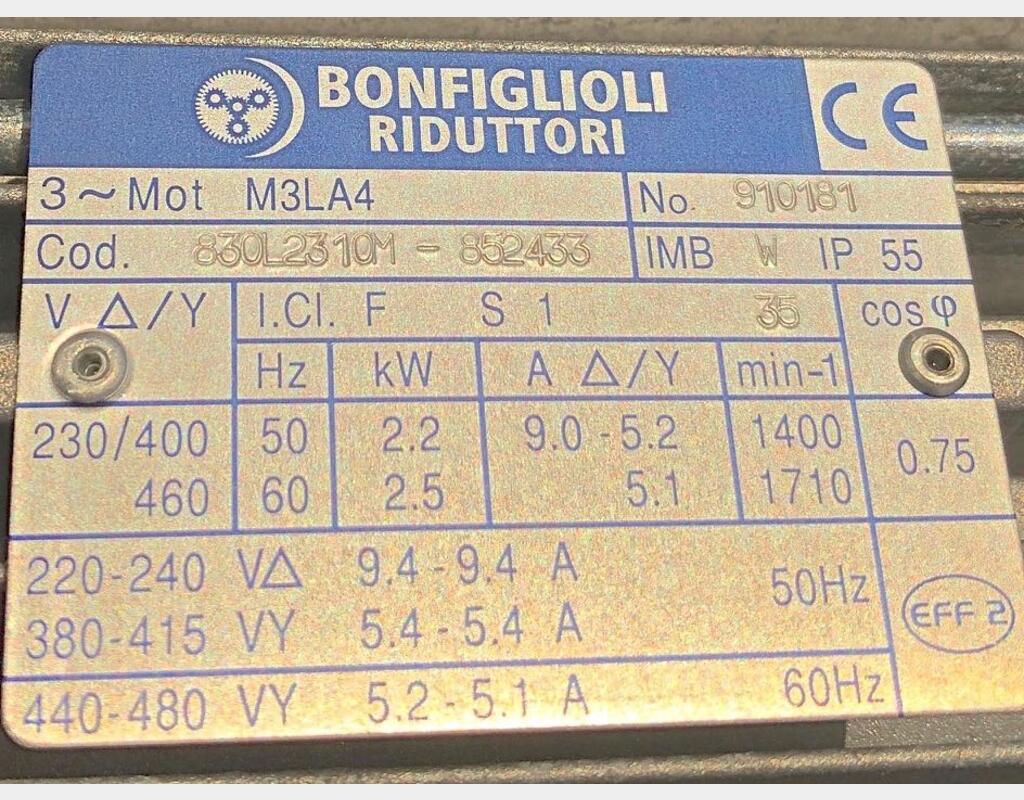 BONFIGLIOLI
RIDUTTORI
CE
3~Mot M3LA4
No. 910181
Cod. 830L2310M - 852433
IMB W IP 55
V Δ/Y
I.Cl. F S 1 35
cosφ
Hz kW A Δ/Y min-1
230/400 50 2.2 9.0 - 5.2 1400
0.75
460 60 2.5 5.1 1710
220-240 VΔ 9.4 - 9.4 A
50Hz
380-415 VY 5.4 - 5.4 A
EFF 2
440-480 VY 5.2 - 5.1 A 60Hz